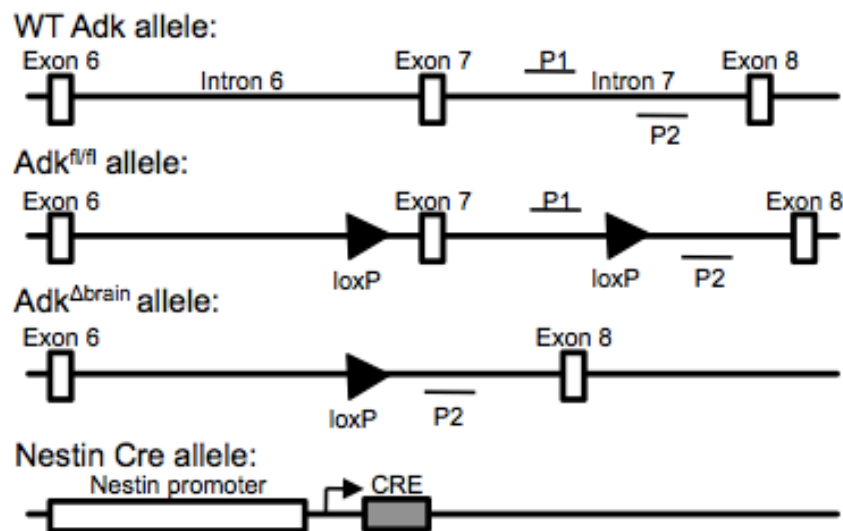 WT Adk allele:
Exon 6 Exon 7 P1 Exon 8
Intron 6 Intron 7
P2
Adkfl/fl allele:
Exon 6 Exon 7 P1 Exon 8
loxP loxP P2
AdkΔbrain allele:
Exon 6 Exon 8
loxP P2
Nestin Cre allele:
Nestin promoter CRE